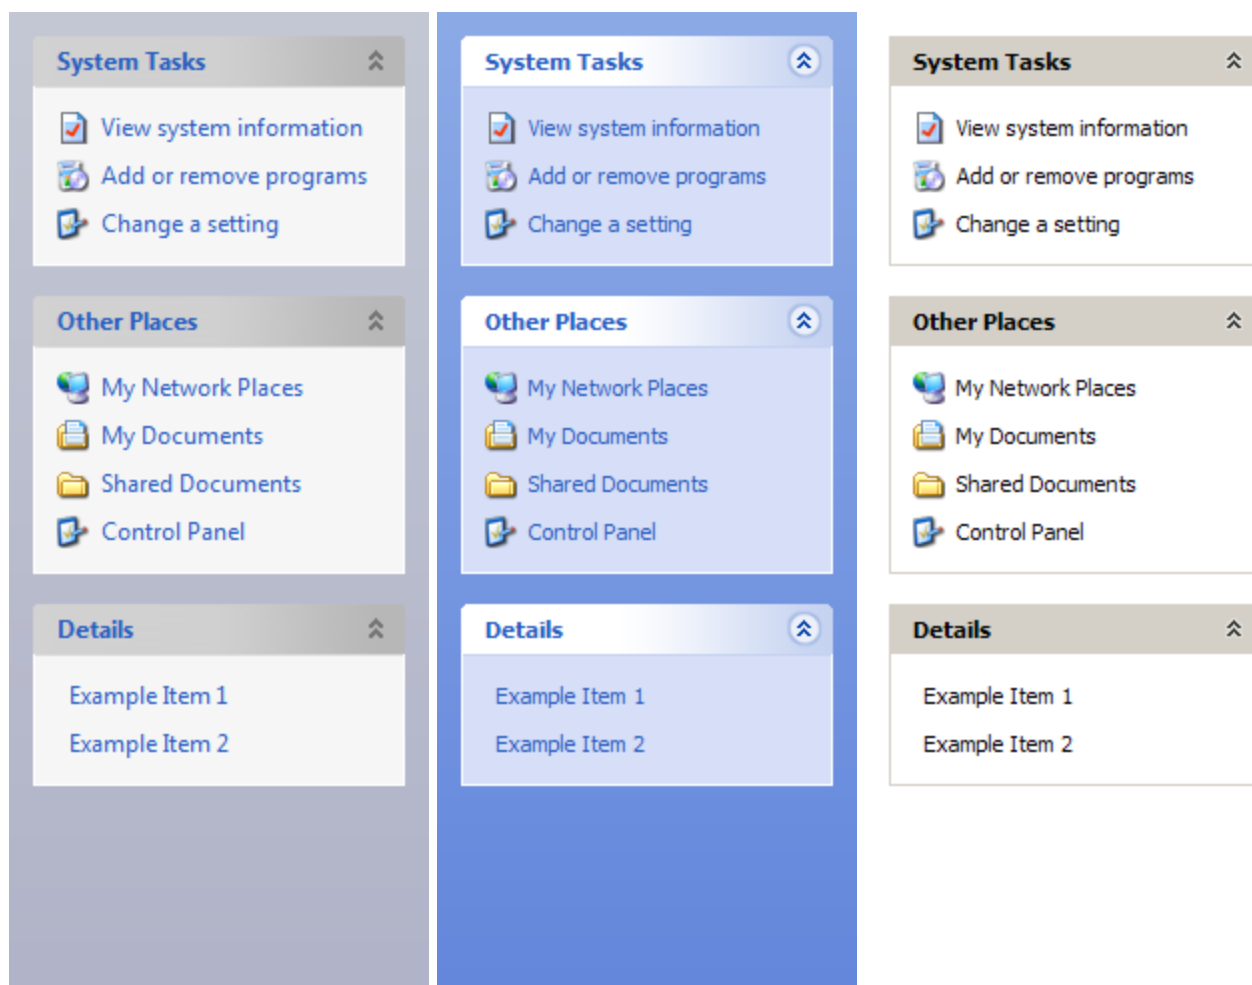 System Tasks
View system information
Add or remove programs
Change a setting
Other Places
My Network Places
My Documents
Shared Documents
Control Panel
Details
Example Item 1
Example Item 2
System Tasks
View system information
Add or remove programs
Change a setting
Other Places
My Network Places
My Documents
Shared Documents
Control Panel
Details
Example Item 1
Example Item 2
System Tasks
View system information
Add or remove programs
Change a setting
Other Places
My Network Places
My Documents
Shared Documents
Control Panel
Details
Example Item 1
Example Item 2